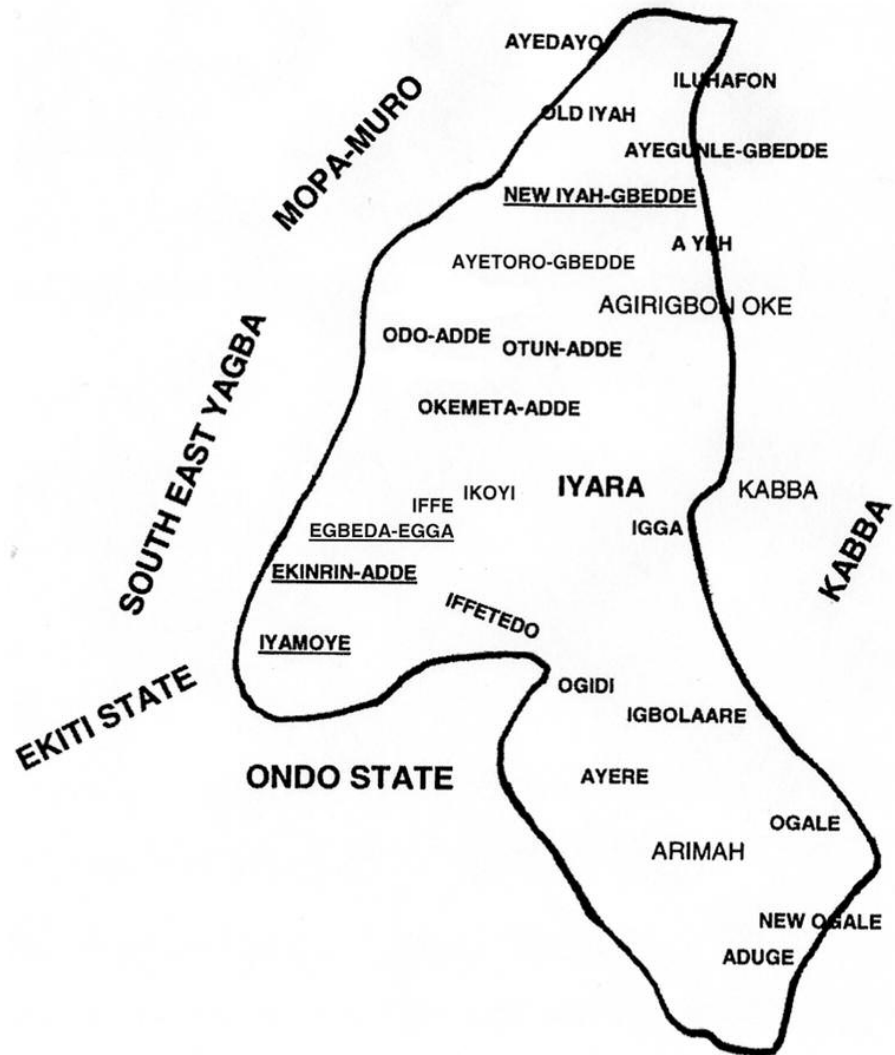 AYEDAYO
ILUHAFON
OLD IYAH
MOPA-MURO
AYEGUNLE-GBEDDE
NEW IYAH-GBEDDE
A YEH
AYETORO-GBEDDE
AGIRIGBON OKE
ODO-ADDE
OTUN-ADDE
OKEMETA-ADDE
SOUTH EAST YAGBA
IYARA
KABBA
IKOYI
IFFE
IGGA
EGBEDA-EGGA
KABBA
EKINRIN-ADDE
IFFETEDO
IYAMOYE
OGIDI
IGBOLAARE
EKITI STATE
ONDO STATE
AYERE
OGALE
ARIMAH
NEW OGALE
ADUGE